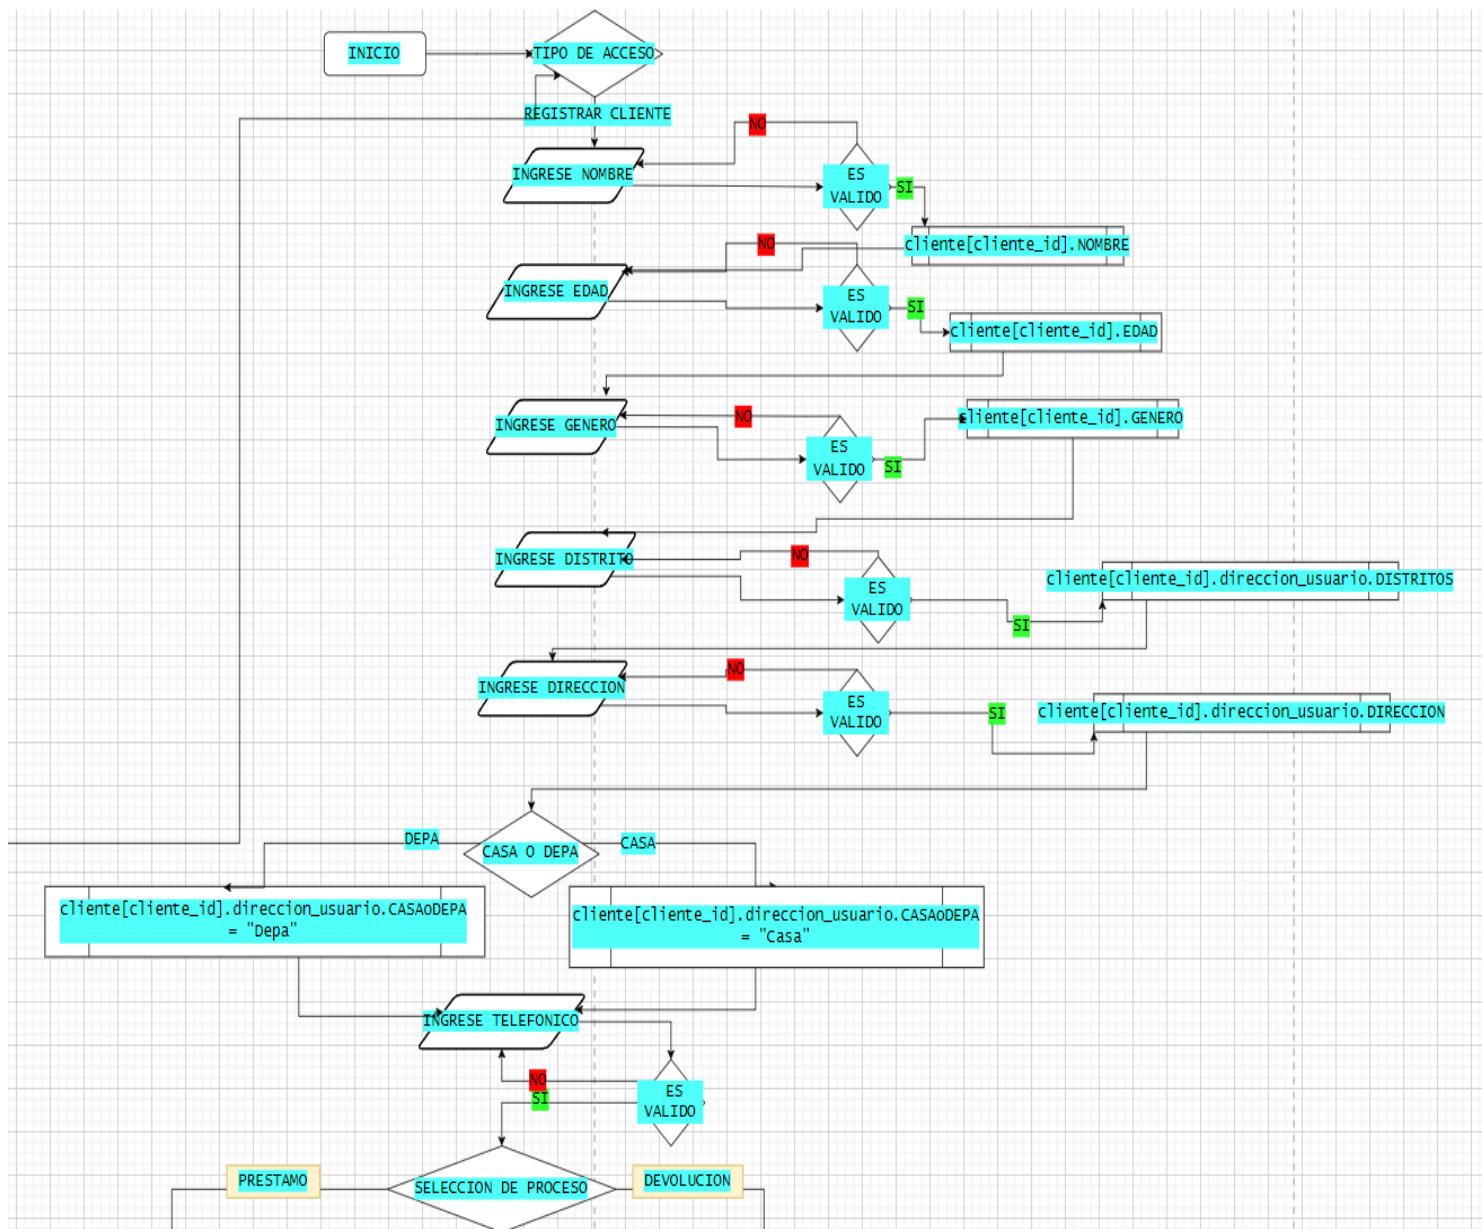 INICIO
TIPO DE ACCESO
REGISTRAR CLIENTE
NO
INGRESE NOMBRE
ES
VALIDO
SI
cliente[cliente_id].NOMBRE
NO
INGRESE EDAD
ES
VALIDO
SI
cliente[cliente_id].EDAD
NO
INGRESE GENERO
ES
VALIDO
SI
cliente[cliente_id].GENERO
NO
INGRESE DISTRITO
ES
VALIDO
SI
cliente[cliente_id].direccion_usuario.DISTRITOS
NO
INGRESE DIRECCION
ES
VALIDO
SI
cliente[cliente_id].direccion_usuario.DIRECCION
DEPA
CASA O DEPA
CASA
cliente[cliente_id].direccion_usuario.CASAoDEPA
= "Depa"
cliente[cliente_id].direccion_usuario.CASAoDEPA
= "Casa"
INGRESE TELEFONICO
NO
SI
ES
VALIDO
PRESTAMO
SELECCION DE PROCESO
DEVOLUCION